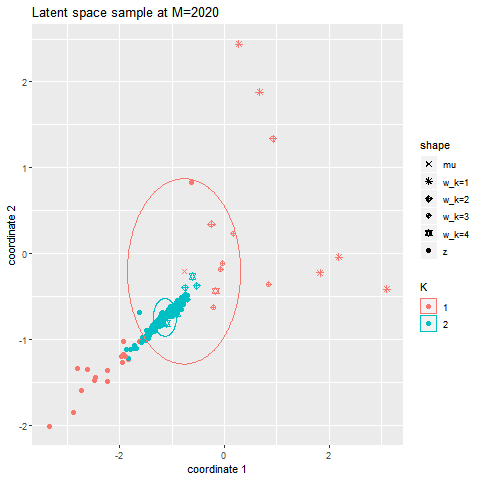 Latent space sample at M=2020
coordinate 2
2
1
0
-1
-2
-2
0
2
coordinate 1
shape
mu
w_k=1
w_k=2
w_k=3
w_k=4
z
K
1
2